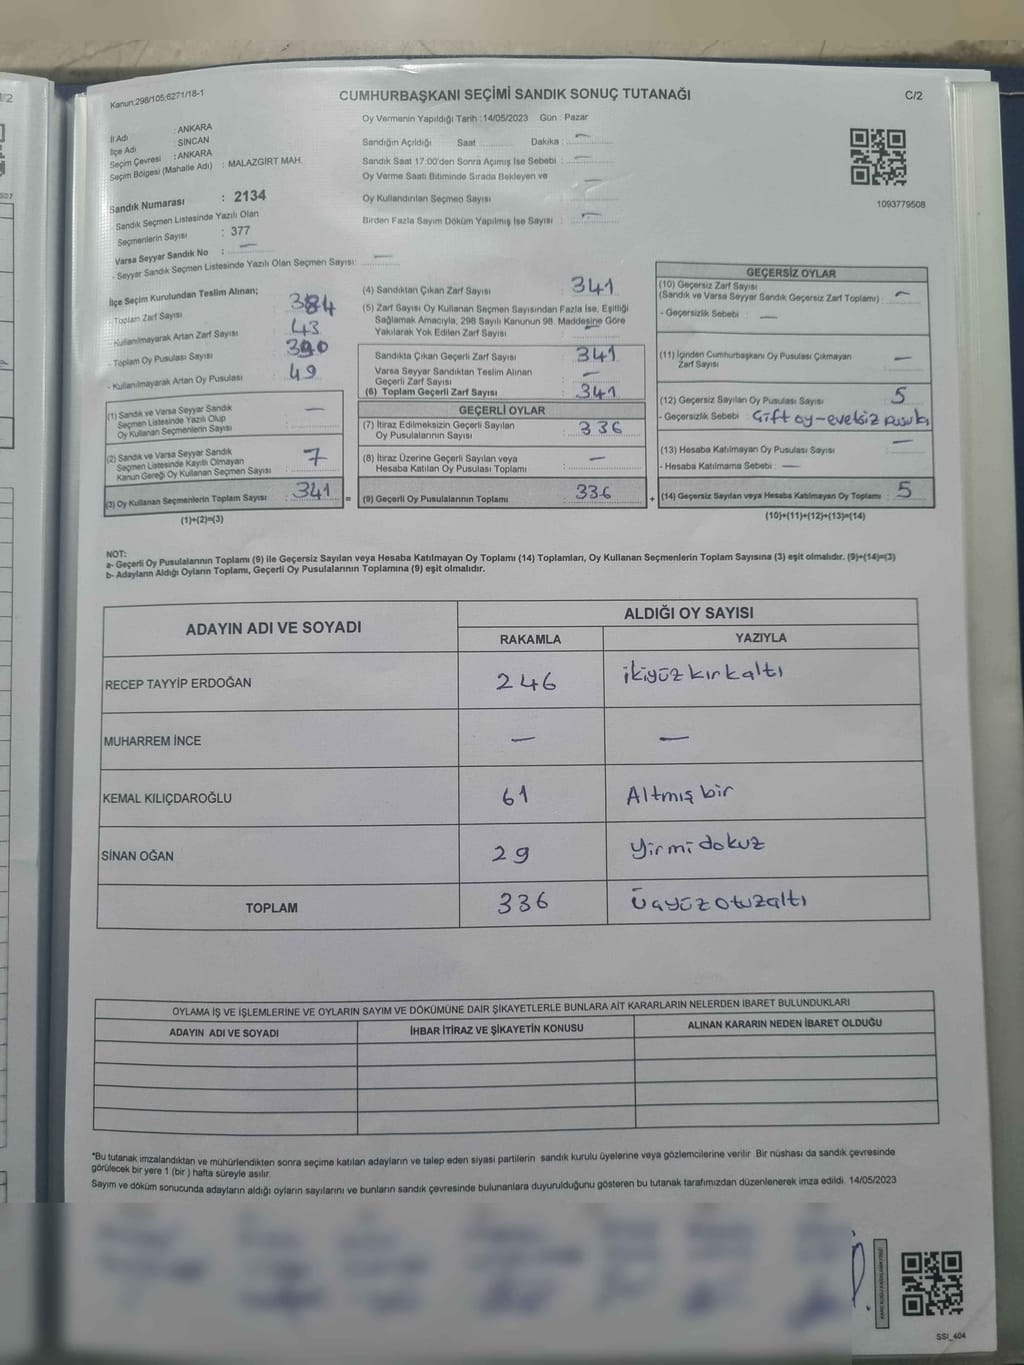 Kanun;298/105;6271/18-1
CUMHURBAŞKANI SEÇİMİ SANDIK SONUÇ TUTANAĞI
C/2
İl Adı : ANKARA
İlçe Adı : SİNCAN
Seçim Çevresi : ANKARA
Seçim Bölgesi (Mahalle Adı) : MALAZGİRT MAH.
Sandık Numarası : 2134
Sandık Seçmen Listesinde Yazılı Olan
Seçmenlerin Sayısı : 377
Varsa Seyyar Sandık No : —
- Seyyar Sandık Seçmen Listesinde Yazılı Olan Seçmen Sayısı: —
Oy Vermenin Yapıldığı Tarih :14/05/2023 Gün : Pazar
Sandığın Açıldığı Saat Dakika : —
Sandık Saat 17:00'den Sonra Açımış İse Sebebi : —
Oy Verme Saati Bitiminde Sırada Bekleyen ve
Oy Kullandırılan Seçmen Sayısı —
Birden Fazla Sayım Döküm Yapılmış İse Sayısı : —
1093779508
İlçe Seçim Kurulundan Teslim Alınan;
- Toplam Zarf Sayısı 384
- Kullanılmayarak Artan Zarf Sayısı 43
- Toplam Oy Pusulası Sayısı 390
- Kullanılmayarak Artan Oy Pusulası 49
(1) Sandık ve Varsa Seyyar Sandık
Seçmen Listesinde Yazılı Olup
Oy Kullanan Seçmenlerin Sayısı —
(2) Sandık ve Varsa Seyyar Sandık
Seçmen Listesinde Kayıtlı Olmayan
Kanun Gereği Oy Kullanan Seçmen Sayısı 7
(3) Oy Kullanan Seçmenlerin Toplam Sayısı 341 =
(1)+(2)=(3)
(4) Sandıktan Çıkan Zarf Sayısı : 341
(5) Zarf Sayısı Oy Kullanan Seçmen Sayısından Fazla İse, Eşitliği
Sağlamak Amacıyla, 298 Sayılı Kanunun 98. Maddesine Göre
Yakılarak Yok Edilen Zarf Sayısı : —
Sandıkta Çıkan Geçerli Zarf Sayısı : 341
Varsa Seyyar Sandıktan Teslim Alınan
Geçerli Zarf Sayısı : —
(6) Toplam Geçerli Zarf Sayısı : 341
GEÇERLİ OYLAR
(7) İtiraz Edilmeksizin Geçerli Sayılan
Oy Pusulalarının Sayısı : 336
(8) İtiraz Üzerine Geçerli Sayılan veya
Hesaba Katılan Oy Pusulası Toplamı : —
(9) Geçerli Oy Pusulalarının Toplamı : 336 +
GEÇERSİZ OYLAR
(10) Geçersiz Zarf Sayısı
(Sandık ve Varsa Seyyar Sandık Geçersiz Zarf Toplamı) : —
- Geçersizlik Sebebi : —
(11) İçinden Cumhurbaşkanı Oy Pusulası Çıkmayan
Zarf Sayısı —
(12) Geçersiz Sayılan Oy Pusulası Sayısı : 5
- Geçersizlik Sebebi : Çift oy-evetsiz
(13) Hesaba Katılmayan Oy Pusulası Sayısı : —
- Hesaba Katılmama Sebebi : —
(14) Geçersiz Sayılan veya Hesaba Katılmayan Oy Toplamı : 5
(10)+(11)+(12)+(13)=(14)
NOT:
a- Geçerli Oy Pusulalarının Toplamı (9) ile Geçersiz Sayılan veya Hesaba Katılmayan Oy Toplamı (14) Toplamları, Oy Kullanan Seçmenlerin Toplam Sayısına (3) eşit olmalıdır. (9)+(14)=(3)
b- Adayların Aldığı Oyların Toplamı, Geçerli Oy Pusulalarının Toplamına (9) eşit olmalıdır.
ADAYIN ADI VE SOYADI
ALDIĞI OY SAYISI
RAKAMLA YAZIYLA
RECEP TAYYİP ERDOĞAN 246 ikiyüz kırkaltı
MUHARREM İNCE — —
KEMAL KILIÇDAROĞLU 61 Altmış bir
SİNAN OĞAN 29 Yirmi dokuz
TOPLAM 336 Üçyüz otuzaltı
OYLAMA İŞ VE İŞLEMLERİNE VE OYLARIN SAYIM VE DÖKÜMÜNE DAİR ŞİKAYETLERLE BUNLARA AİT KARARLARIN NELERDEN İBARET BULUNDUKLARI
ADAYIN ADI VE SOYADI İHBAR İTİRAZ VE ŞİKAYETİN KONUSU ALINAN KARARIN NEDEN İBARET OLDUĞU
*Bu tutanak imzalandıktan ve mühürlendikten sonra seçime katılan adayların ve talep eden siyasi partilerin sandık kurulu üyelerine veya gözlemcilerine verilir Bir nüshası da sandık çevresinde
görülecek bir yere 1 (bir ) hafta süreyle asılır.
Sayım ve döküm sonucunda adayların aldığı oyların sayılarını ve bunların sandık çevresinde bulunanlara duyurulduğunu gösteren bu tutanak tarafımızdan düzenlenerek imza edildi. 14/05/2023
SSI_404